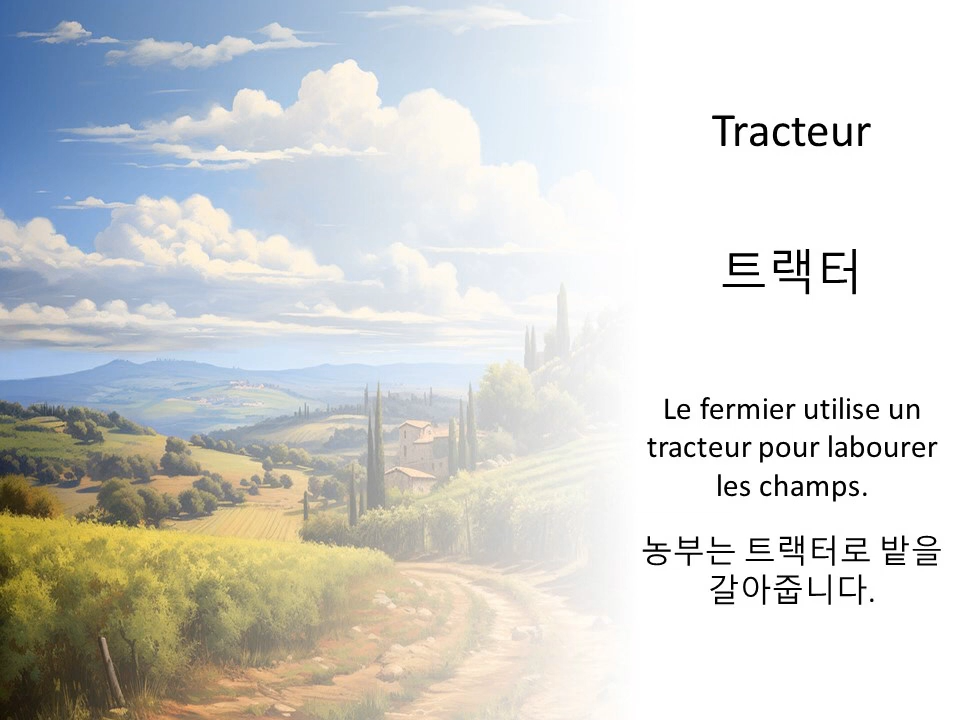 Tracteur
트랙터
Le fermier utilise un
tracteur pour labourer
les champs.
농부는 트랙터로 밭을
갈아줍니다.